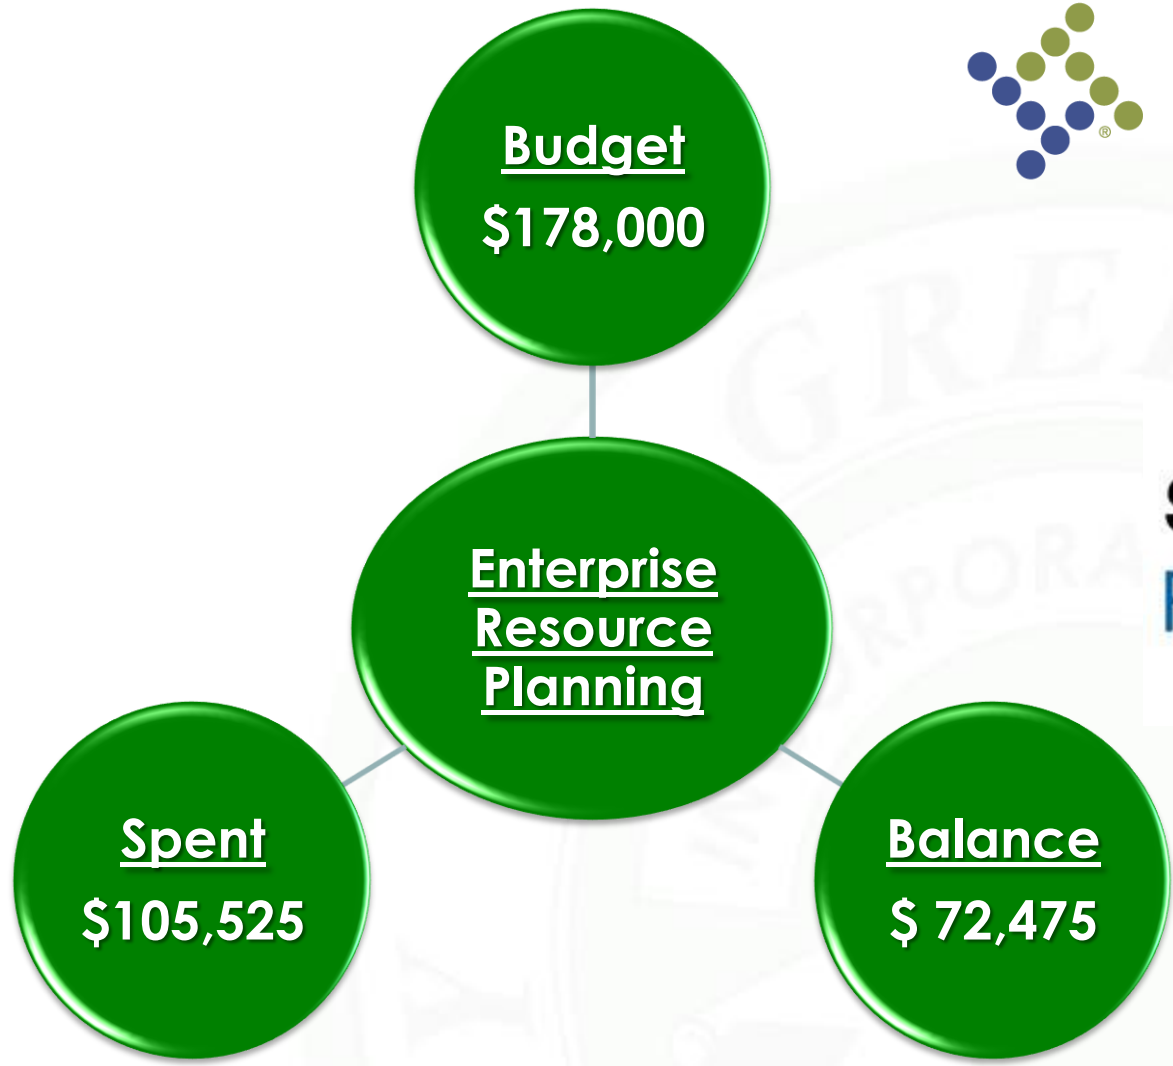 Budget
$178,000
®
Enterprise
Resource
Planning
Spent
$105,525
Balance
$ 72,475